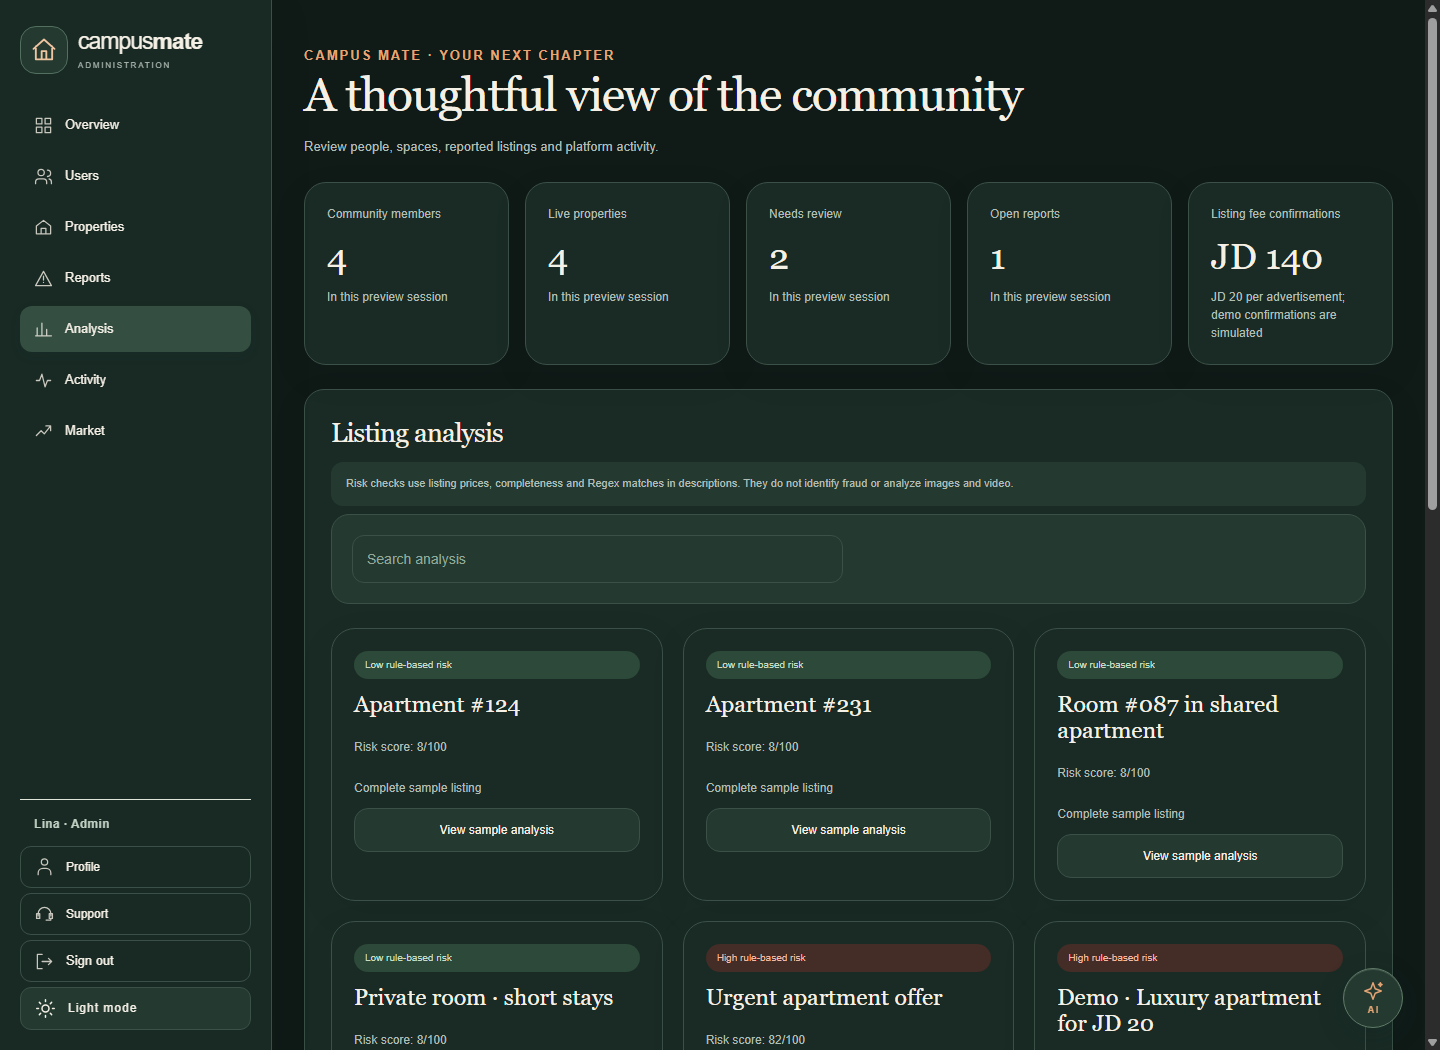 campusmate
ADMINISTRATION
Overview
Users
Properties
Reports
Analysis
Activity
Market
Lina · Admin
Profile
Support
Sign out
Light mode
CAMPUS MATE · YOUR NEXT CHAPTER
A thoughtful view of the community
Review people, spaces, reported listings and platform activity.
Community members
4
In this preview session
Live properties
4
In this preview session
Needs review
2
In this preview session
Open reports
1
In this preview session
Listing fee confirmations
JD 140
JD 20 per advertisement;
demo confirmations are
simulated
Listing analysis
Risk checks use listing prices, completeness and Regex matches in descriptions. They do not identify fraud or analyze images and video.
Search analysis
Low rule-based risk
Apartment #124
Risk score: 8/100
Complete sample listing
View sample analysis
Low rule-based risk
Apartment #231
Risk score: 8/100
Complete sample listing
View sample analysis
Low rule-based risk
Room #087 in shared
apartment
Risk score: 8/100
Complete sample listing
View sample analysis
Low rule-based risk
Private room · short stays
Risk score: 8/100
High rule-based risk
Urgent apartment offer
Risk score: 82/100
High rule-based risk
Demo · Luxury apartment
for JD 20
AI